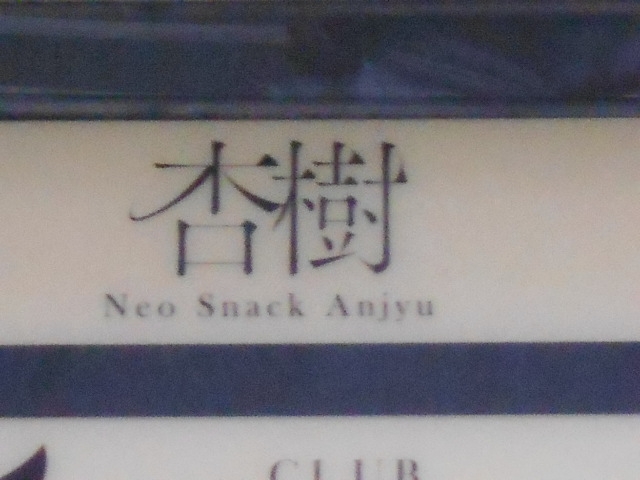 杏樹
Neo Snack Anjyu
CLUB